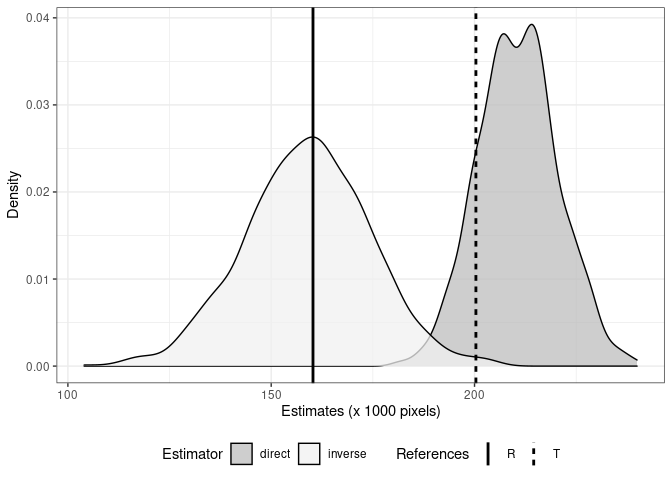 0.04
0.03
0.02
0.01
0.00
Density
100 150 200
Estimates (x 1000 pixels)
Estimator direct inverse References R T